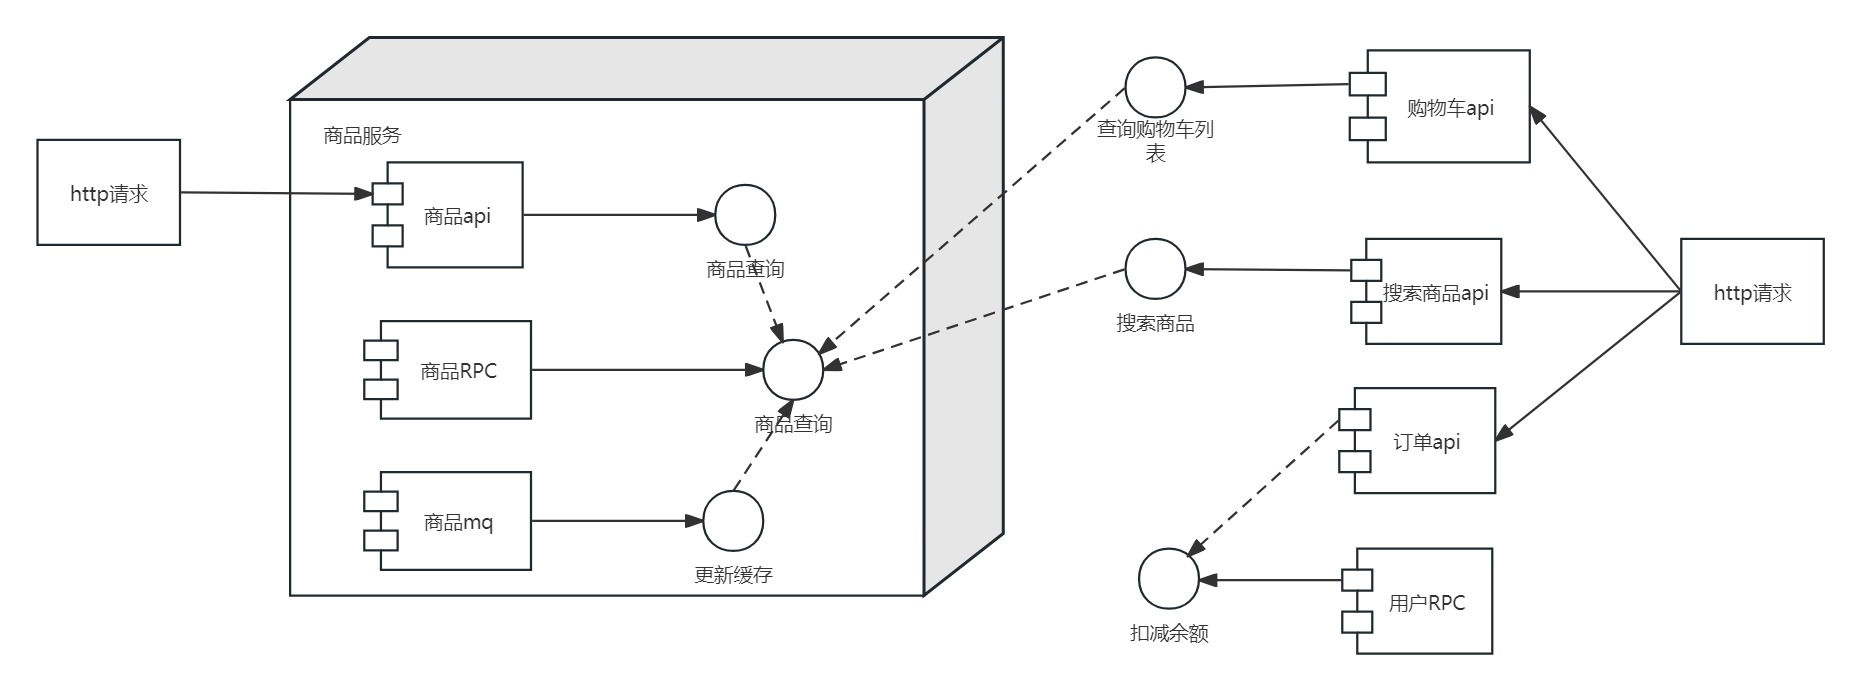 商品服务
http请求
商品api
商品查询
商品RPC
商品查询
商品mq
更新缓存
查询购物车列
表
购物车api
搜索商品
搜索商品api
http请求
订单api
扣减余额
用户RPC